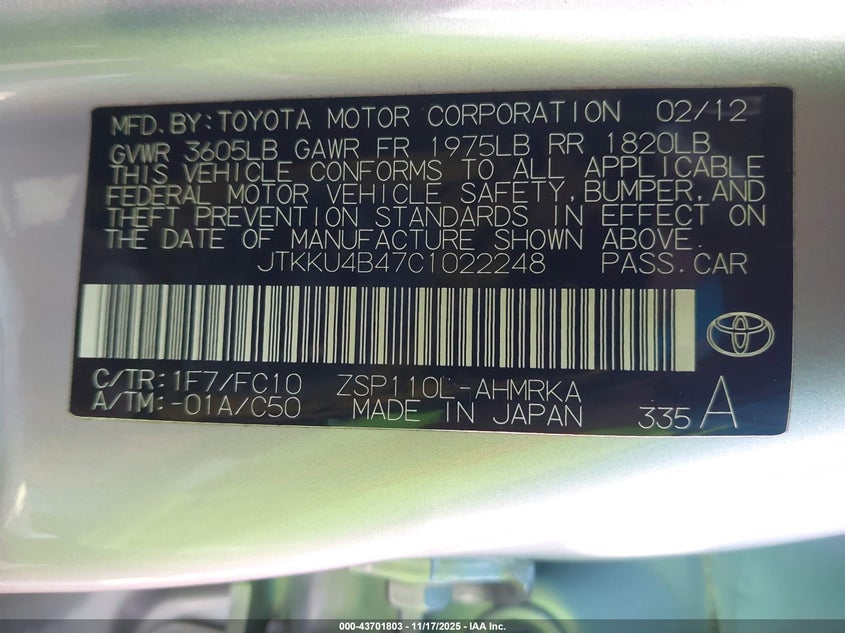 MFD. BY: TOYOTA MOTOR CORPORATION 02/12
GVWR 3605LB GAWR FR 1975LB RR 1820LB
THIS VEHICLE CONFORMS TO ALL APPLICABLE
FEDERAL MOTOR VEHICLE SAFETY, BUMPER, AND
THEFT PREVENTION STANDARDS IN EFFECT ON
THE DATE OF MANUFACTURE SHOWN ABOVE.
JTKKU4B47C1022248 PASS. CAR
C/TR: 1F7/FC10 ZSP110L-AHMRKA
A/TM: -01A/C50 MADE IN JAPAN 335 A
000-43701803 - 11/17/2025 - IAA Inc.